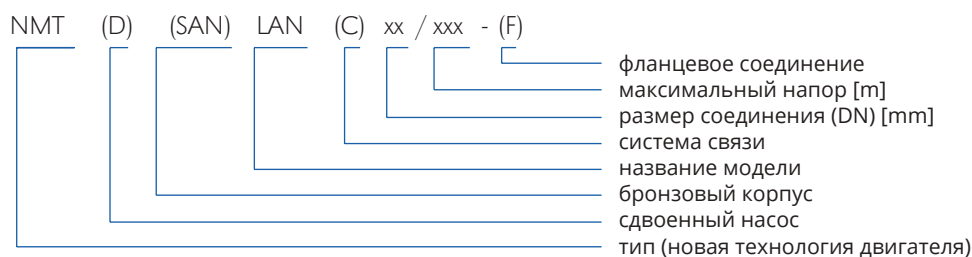 NMT (D) (SAN) LAN (C) xx / xxx - (F)
фланцевое соединение
максимальный напор [m]
размер соединения (DN) [mm]
система связи
название модели
бронзовый корпус
сдвоенный насос
тип (новая технология двигателя)